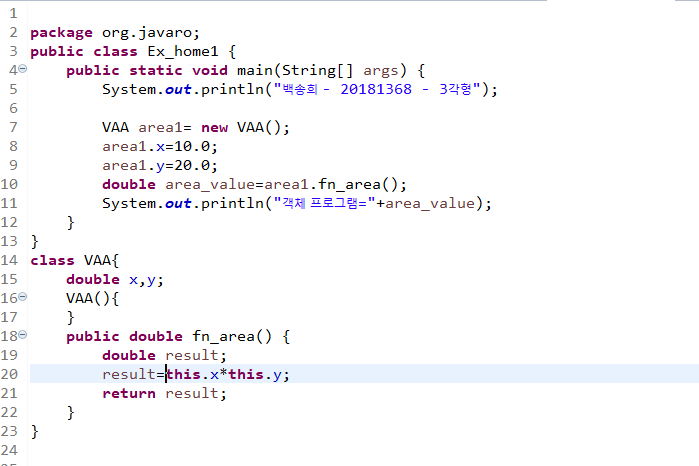 1
2 package org.javaro;
3 public class Ex_home1 {
4 public static void main(String[] args) {
5 System.out.println("백송희 - 20181368 - 3각형");
6
7 VAA area1= new VAA();
8 area1.x=10.0;
9 area1.y=20.0;
10 double area_value=area1.fn_area();
11 System.out.println("객체 프로그램="+area_value);
12 }
13 }
14 class VAA{
15 double x,y;
16 VAA(){
17 }
18 public double fn_area() {
19 double result;
20 result=this.x*this.y;
21 return result;
22 }
23 }
24